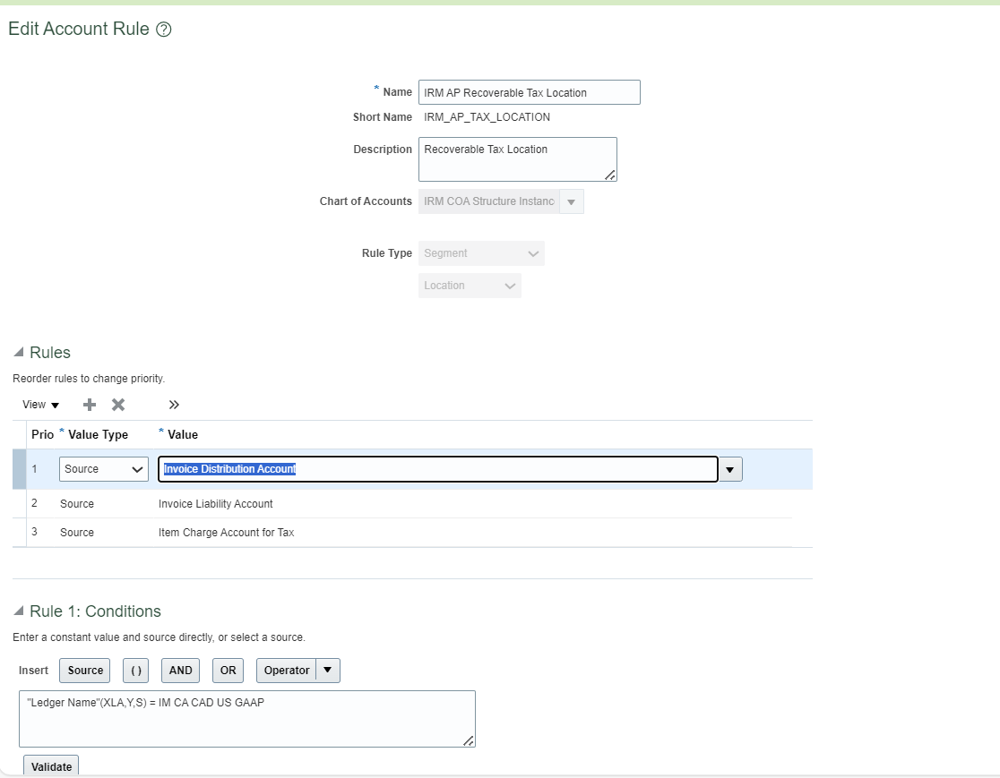 Edit Account Rule ?
* Name IRM AP Recoverable Tax Location
Short Name IRM_AP_TAX_LOCATION
Description Recoverable Tax Location
Chart of Accounts IRM COA Structure Instanc
Rule Type Segment
Location
Rules
Reorder rules to change priority.
View
Prio * Value Type * Value
1 Source Invoice Distribution Account
2 Source Invoice Liability Account
3 Source Item Charge Account for Tax
Rule 1: Conditions
Enter a constant value and source directly, or select a source.
Insert Source ( ) AND OR Operator
"Ledger Name"(XLA,Y,S) = IM CA CAD US GAAP
Validate